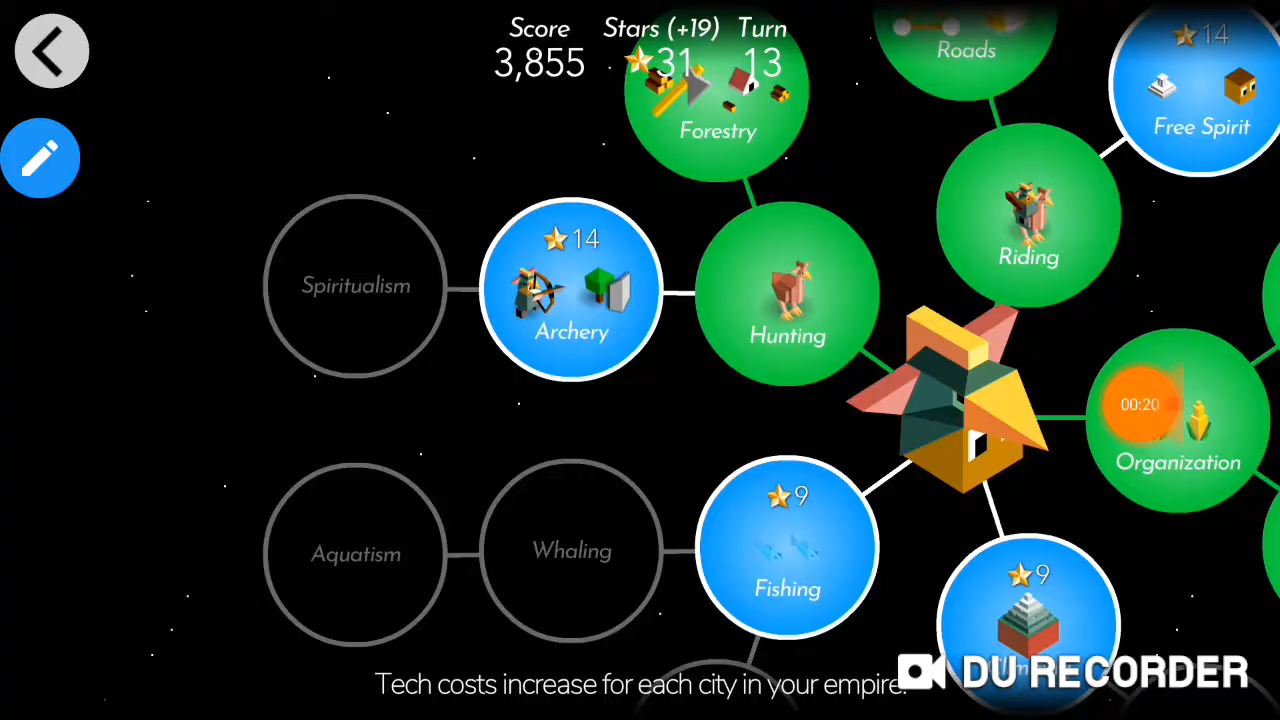 Score
3,855
Stars (+19)
31
Turn
13
Forestry
Roads
14
Free Spirit
Riding
Spiritualism
14
Archery
Hunting
00:20
Organization
Aquatism
Whaling
9
Fishing
9
Tech costs increase for each city in your empire.
DU RECORDER